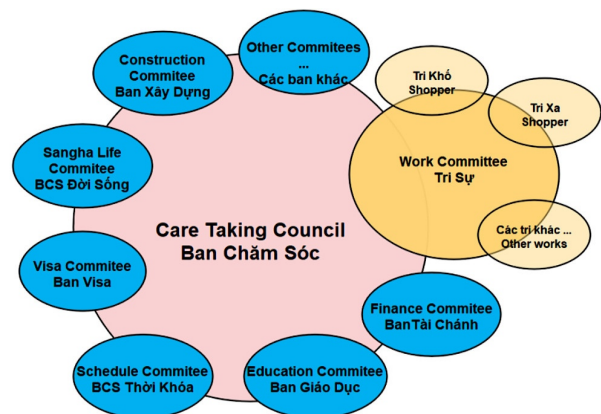 Other Commitees
...
Các ban khác
Construction
Commitee
Ban Xây Dựng
Tri Khố
Shopper
Tri Xa
Shopper
Sangha Life
Commitee
BCS Đời Sống
Work Committee
Tri Sự
Care Taking Council
Ban Chăm Sóc
Các tri khác ...
Other works
Visa Commitee
Ban Visa
Finance Commitee
BanTài Chánh
Schedule Commitee
BCS Thời Khóa
Education Commitee
Ban Giáo Dục